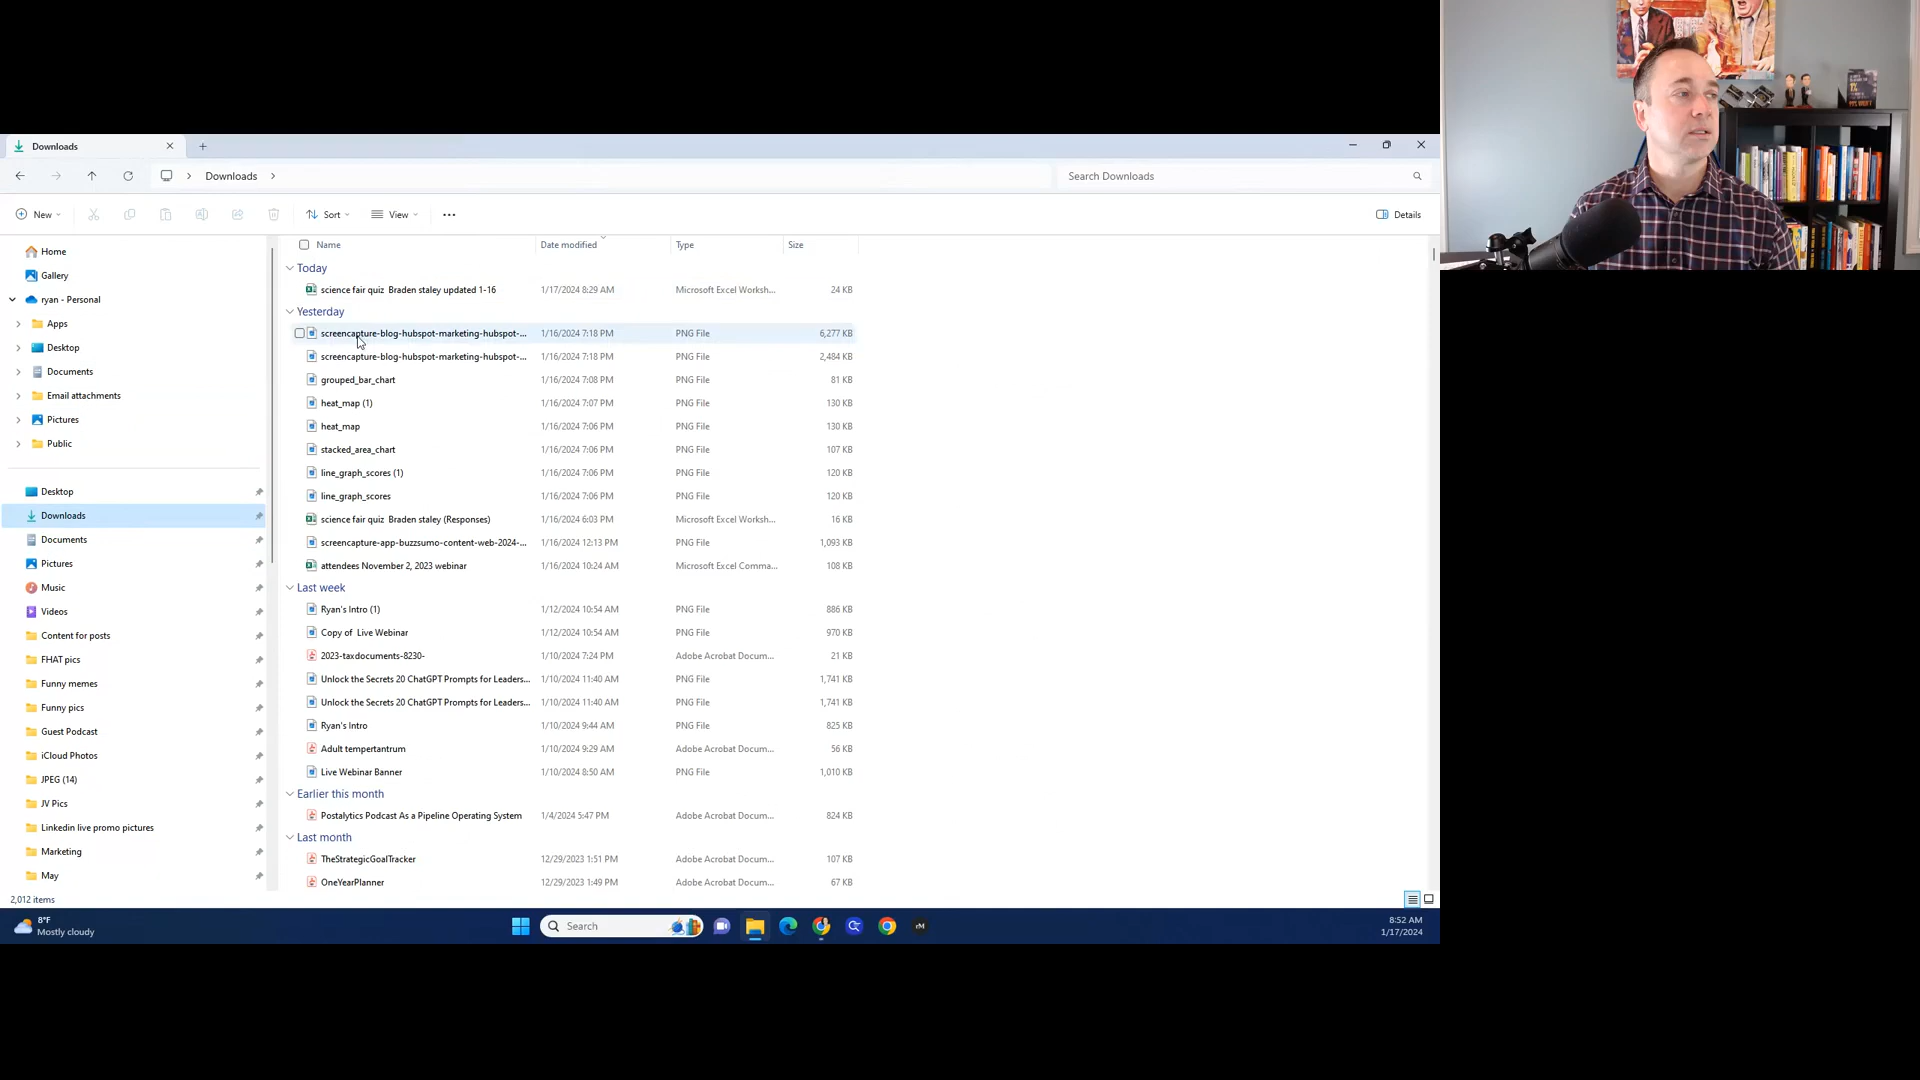 Downloads
Downloads
Search Downloads
New
Sort
View
Details
Home
Gallery
ryan - Personal
Apps
Desktop
Documents
Email attachments
Pictures
Public
Desktop
Downloads
Documents
Pictures
Music
Videos
Content for posts
FHAT pics
Funny memes
Funny pics
Guest Podcast
iCloud Photos
JPEG (14)
JV Pics
Linkedin live promo pictures
Marketing
May
Name Date modified Type Size
Today
science fair quiz Braden staley updated 1-16 1/17/2024 8:29 AM Microsoft Excel Worksh... 24 KB
Yesterday
screencapture-blog-hubspot-marketing-hubspot-... 1/16/2024 7:18 PM PNG File 6,277 KB
screencapture-blog-hubspot-marketing-hubspot-... 1/16/2024 7:18 PM PNG File 2,484 KB
grouped_bar_chart 1/16/2024 7:08 PM PNG File 81 KB
heat_map (1) 1/16/2024 7:07 PM PNG File 130 KB
heat_map 1/16/2024 7:06 PM PNG File 130 KB
stacked_area_chart 1/16/2024 7:06 PM PNG File 107 KB
line_graph_scores (1) 1/16/2024 7:06 PM PNG File 120 KB
line_graph_scores 1/16/2024 7:06 PM PNG File 120 KB
science fair quiz Braden staley (Responses) 1/16/2024 6:03 PM Microsoft Excel Worksh... 16 KB
screencapture-app-buzzsumo-content-web-2024-... 1/16/2024 12:13 PM PNG File 1,093 KB
attendees November 2, 2023 webinar 1/16/2024 10:24 AM Microsoft Excel Comma... 108 KB
Last week
Ryan's Intro (1) 1/12/2024 10:54 AM PNG File 886 KB
Copy of Live Webinar 1/12/2024 10:54 AM PNG File 970 KB
2023-taxdocuments-8230- 1/10/2024 7:24 PM Adobe Acrobat Docum... 21 KB
Unlock the Secrets 20 ChatGPT Prompts for Leaders... 1/10/2024 11:40 AM PNG File 1,741 KB
Unlock the Secrets 20 ChatGPT Prompts for Leaders... 1/10/2024 11:40 AM PNG File 1,741 KB
Ryan's Intro 1/10/2024 9:44 AM PNG File 825 KB
Adult tempertantrum 1/10/2024 9:29 AM Adobe Acrobat Docum... 56 KB
Live Webinar Banner 1/10/2024 8:50 AM PNG File 1,010 KB
Earlier this month
Postalytics Podcast As a Pipeline Operating System 1/4/2024 5:47 PM Adobe Acrobat Docum... 824 KB
Last month
TheStrategicGoalTracker 12/29/2023 1:51 PM Adobe Acrobat Docum... 107 KB
OneYearPlanner 12/29/2023 1:49 PM Adobe Acrobat Docum... 67 KB
2,012 items
8°F
Mostly cloudy
Search
rM
8:52 AM
1/17/2024